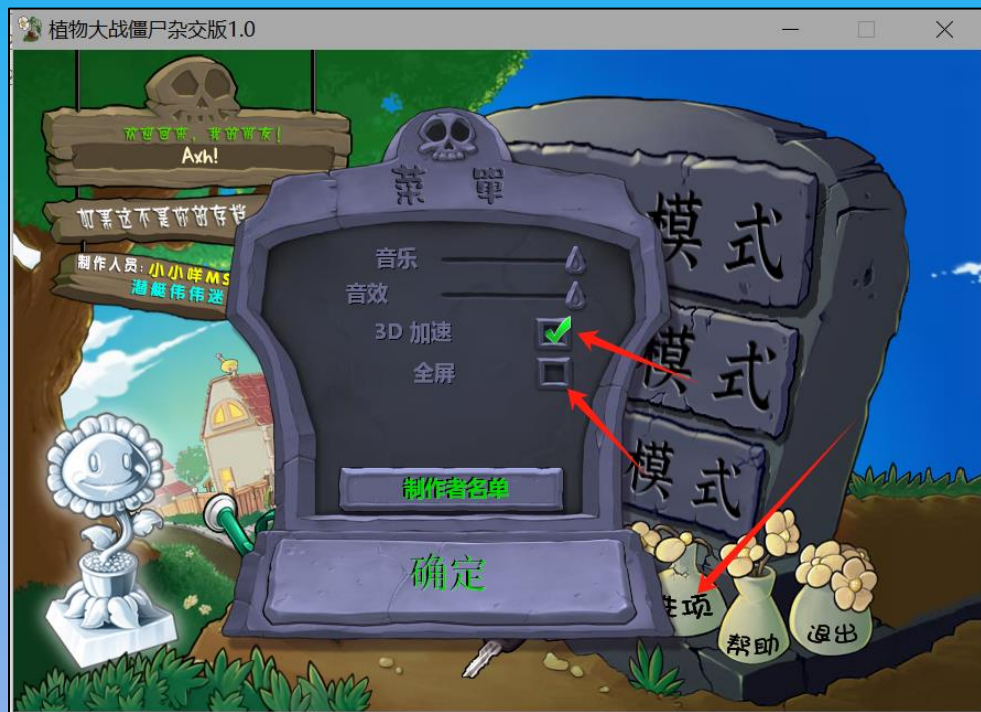 植物大战僵尸杂交版1.0
欢迎回来，我的朋友！
Axh!
如果这不是你的存档
制作人员:小小咩MS
潜艇伟伟迷
菜單
音乐
音效
3D 加速
全屏
制作者名单
确定
模式
模式
模式
选项
帮助
退出